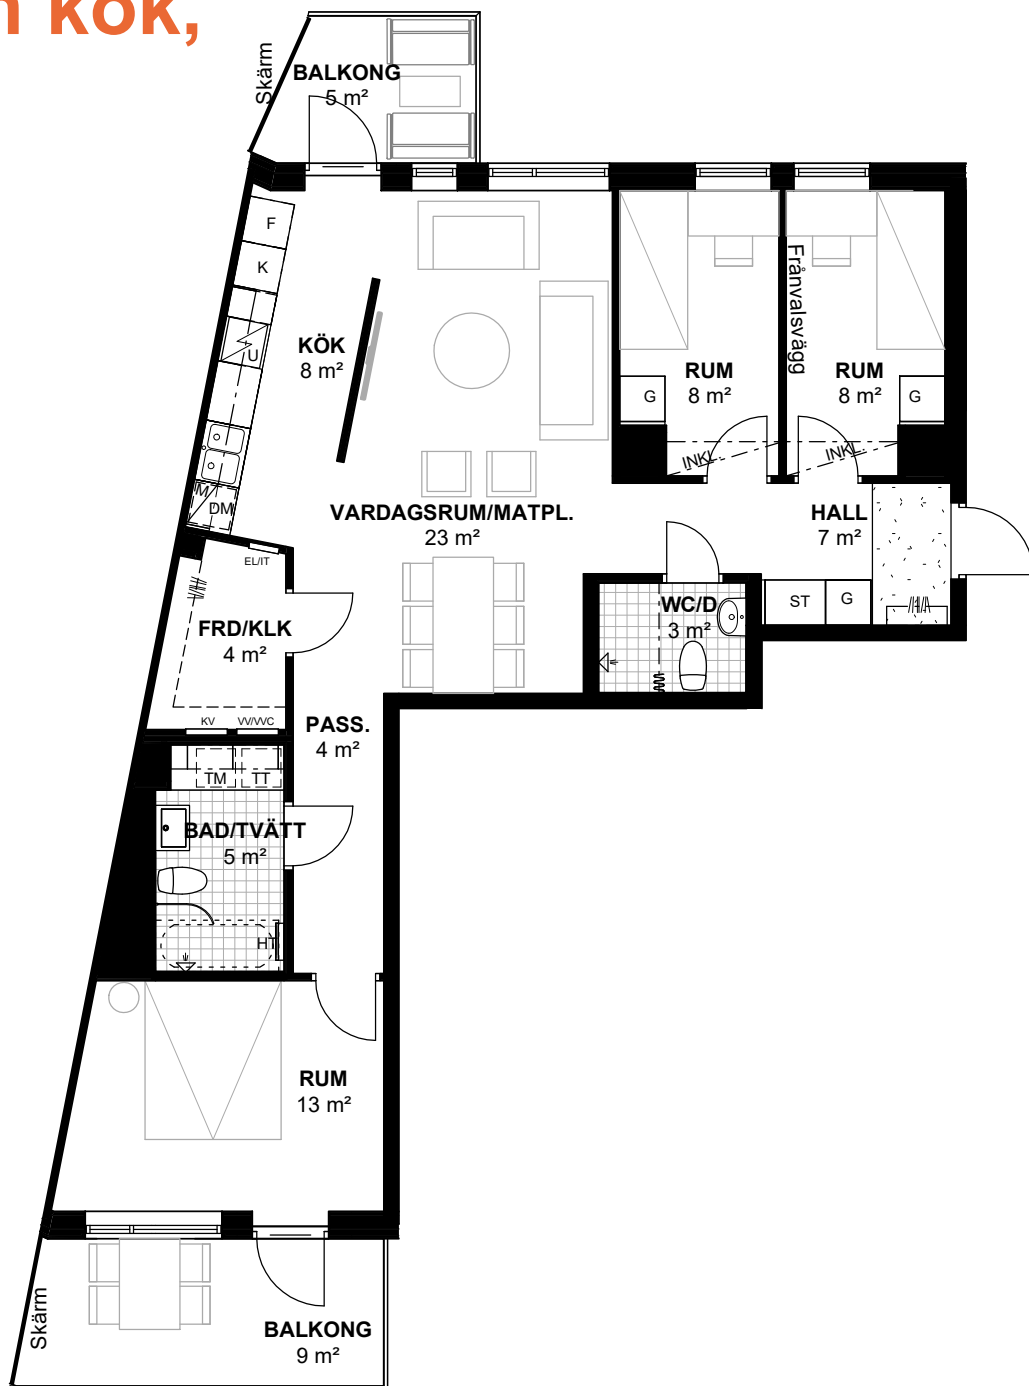 n kök,
Skärm
BALKONG
5 m²
F
K
U
M
DM
KÖK
8 m²
RUM
8 m²
G
INKL.
Frånvalsvägg
RUM
8 m²
G
INKL.
VARDAGSRUM/MATPL.
23 m²
HALL
7 m²
EL/IT
FRD/KLK
4 m²
WC/D
3 m²
ST
G
KV
VV/VVC
PASS.
4 m²
TM
TT
BAD/TVÄTT
5 m²
HT
RUM
13 m²
Skärm
BALKONG
9 m²